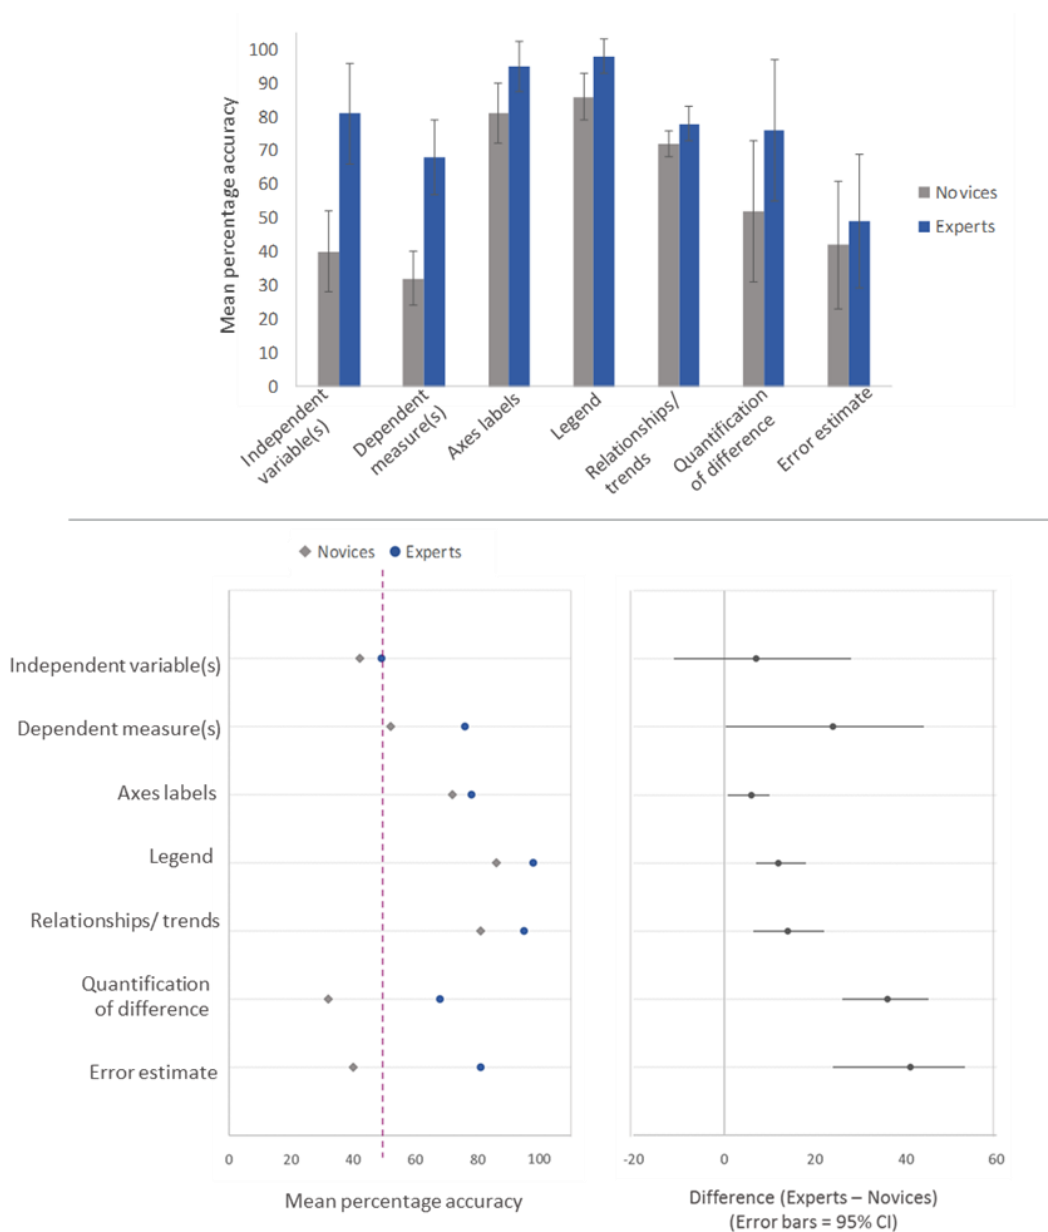 Mean percentage accuracy
100
90
80
70
60
50
40
30
20
10
0
Independent
variable(s)
Dependent
measure(s)
Axes labels
Legend
Relationships/
trends
Quantification
of difference
Error estimate
Novices
Experts
Novices
Experts
Independent variable(s)
Dependent measure(s)
Axes labels
Legend
Relationships/ trends
Quantification
of difference
Error estimate
0 20 40 60 80 100
Mean percentage accuracy
-20 0 20 40 60
Difference (Experts – Novices)
(Error bars = 95% CI)